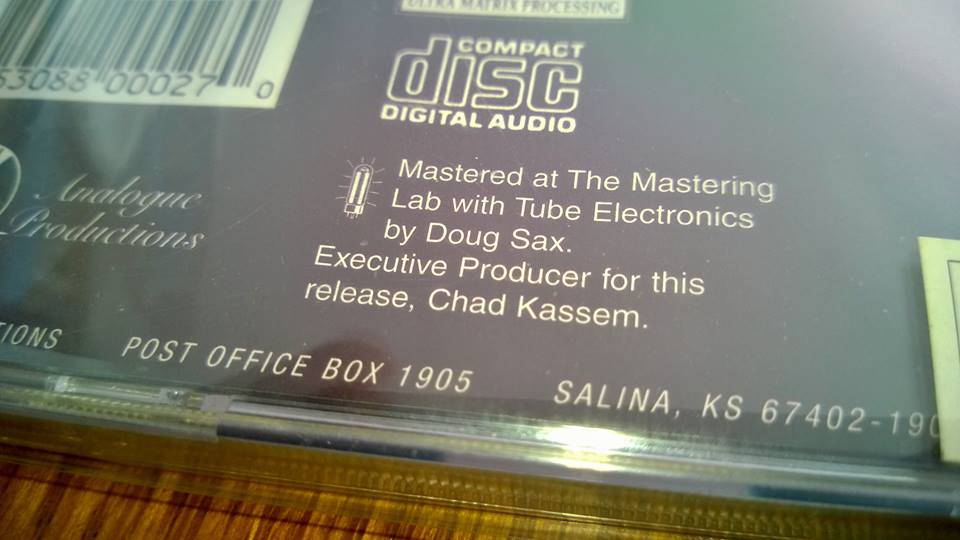 ULTRA MATRIX PROCESSING
53088 00027 0
COMPACT
disc
DIGITAL AUDIO
Mastered at The Mastering
Lab with Tube Electronics
by Doug Sax.
Executive Producer for this
release, Chad Kassem.
Analogue
Productions
TIONS POST OFFICE BOX 1905 SALINA, KS 67402-190